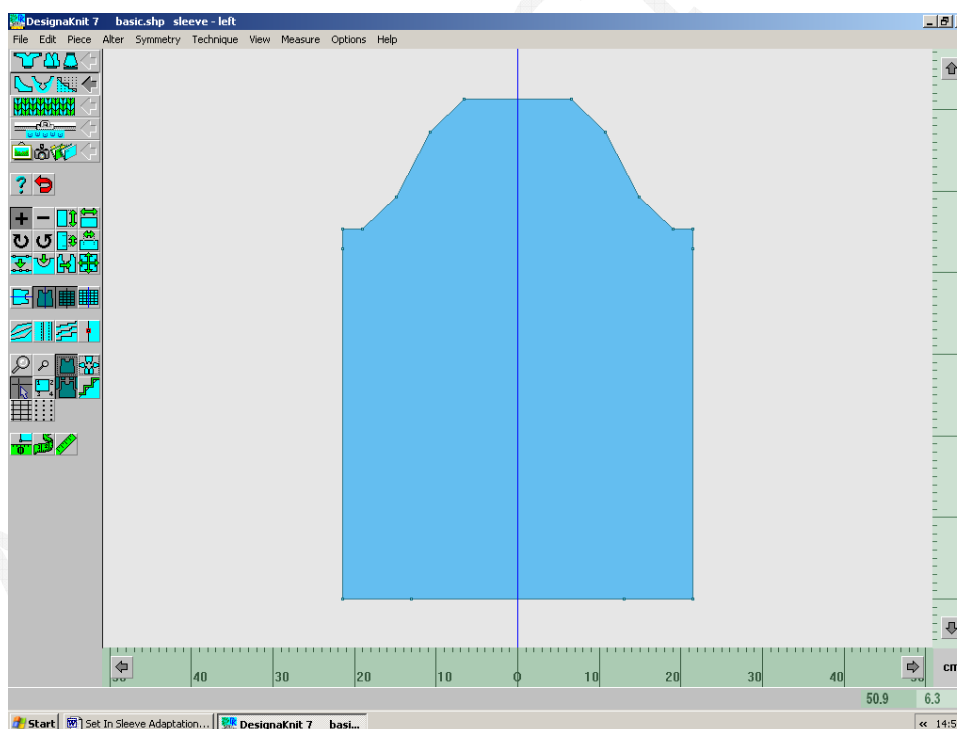 DesignaKnit 7 basic.shp sleeve - left
File Edit Piece Alter Symmetry Technique View Measure Options Help
40 30 20 10 0 10 20 30 40
cm
50.9 6.3
Start Set In Sleeve Adaptation... DesignaKnit 7 basi... « 14:5